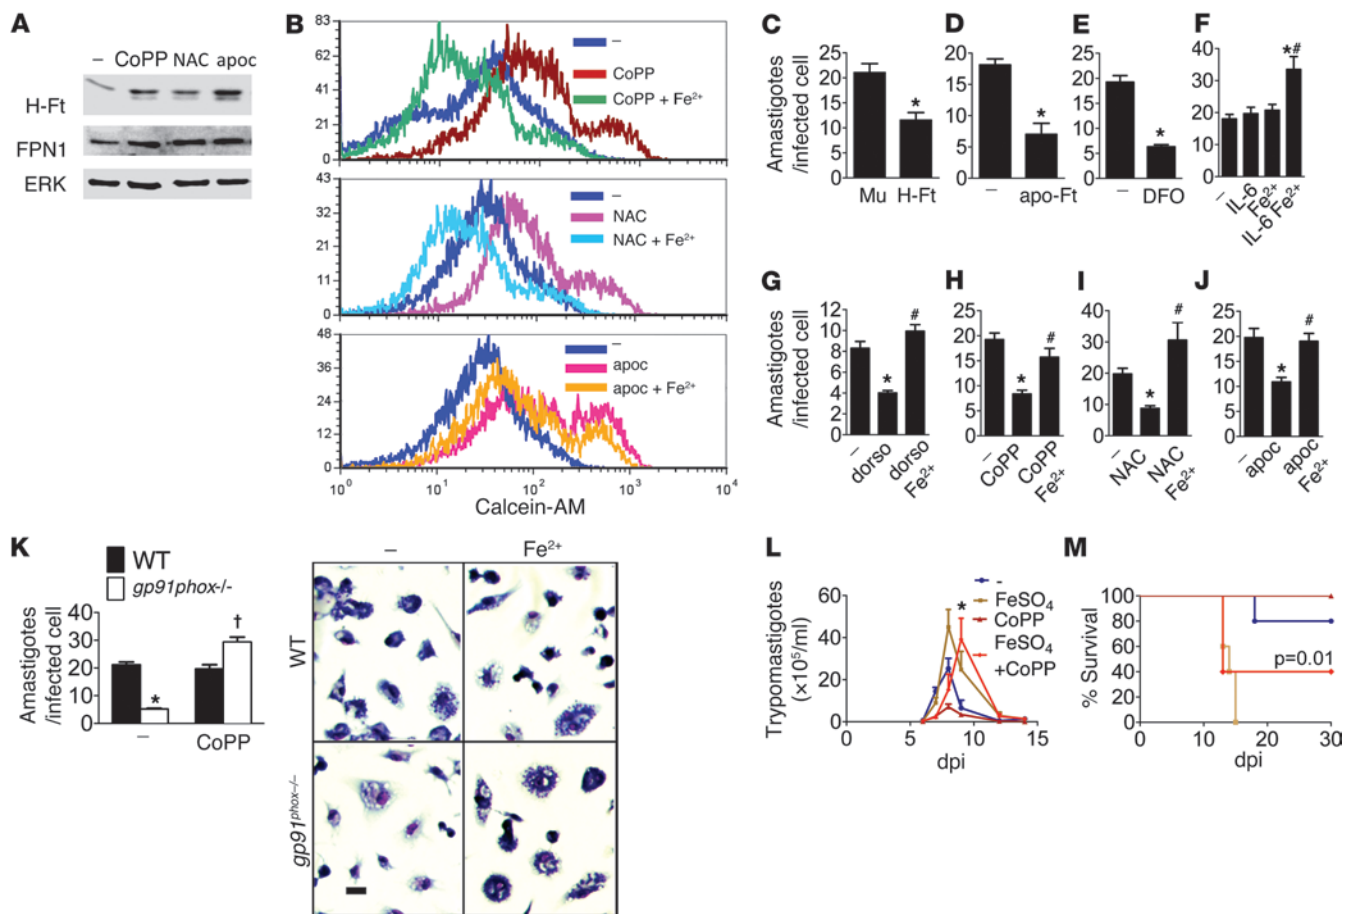 A
– CoPP NAC apoc
H-Ft
FPN1
ERK
B
83
62
41
21
0
–
CoPP
CoPP + Fe²⁺
43
32
21
11
0
–
NAC
NAC + Fe²⁺
48
36
24
12
0
–
apoc
apoc + Fe²⁺
10⁰ 10¹ 10² 10³ 10⁴
Calcein-AM
C
Amastigotes
/infected cell
25
20
15
10
5
0
*
Mu H-Ft
D
20
15
10
5
0
*
– apo-Ft
E
25
20
15
10
5
0
*
– DFO
F
40
30
20
10
0
*#
–
IL-6
Fe²⁺
IL-6 Fe²⁺
G
Amastigotes
/infected cell
12
10
8
6
4
2
0
*
#
–
dorso
dorso
Fe²⁺
H
25
20
15
10
5
0
*
#
–
CoPP
CoPP
Fe²⁺
I
40
30
20
10
0
*
#
–
NAC
NAC
Fe²⁺
J
25
20
15
10
5
0
*
#
–
apoc
apoc
Fe²⁺
K
WT
gp91phox-/-
Amastigotes
/infected cell
40
30
20
10
0
*
†
– CoPP
– Fe²⁺
WT
gp91phox–/–
L
Trypomastigotes
(×10⁵/ml)
60
40
20
0
*
-
FeSO₄
CoPP
FeSO₄
+CoPP
0 5 10 15
dpi
M
% Survival
100
80
60
40
20
0
p=0.01
0 10 20 30
dpi